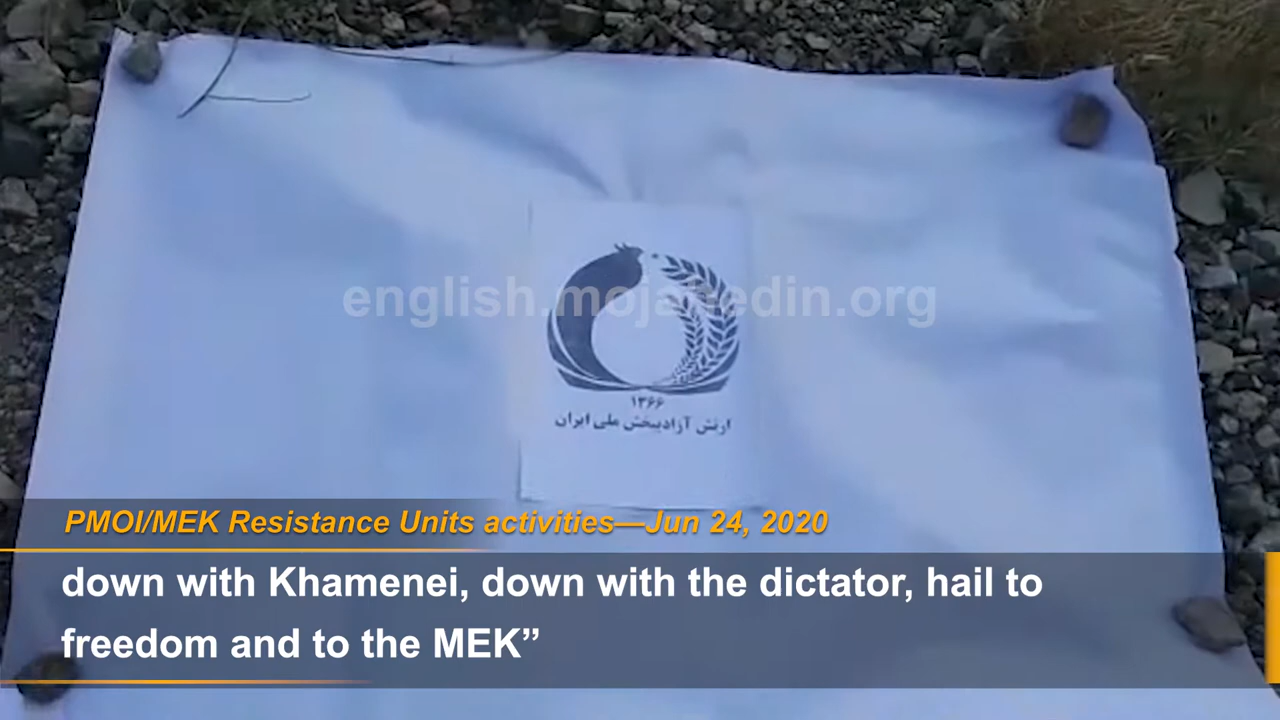 english.mojahedin.org
۱۳۶۶
ارتش آزادیبخش ملی ایران
PMOI/MEK Resistance Units activities—Jun 24, 2020
down with Khamenei, down with the dictator, hail to
freedom and to the MEK”